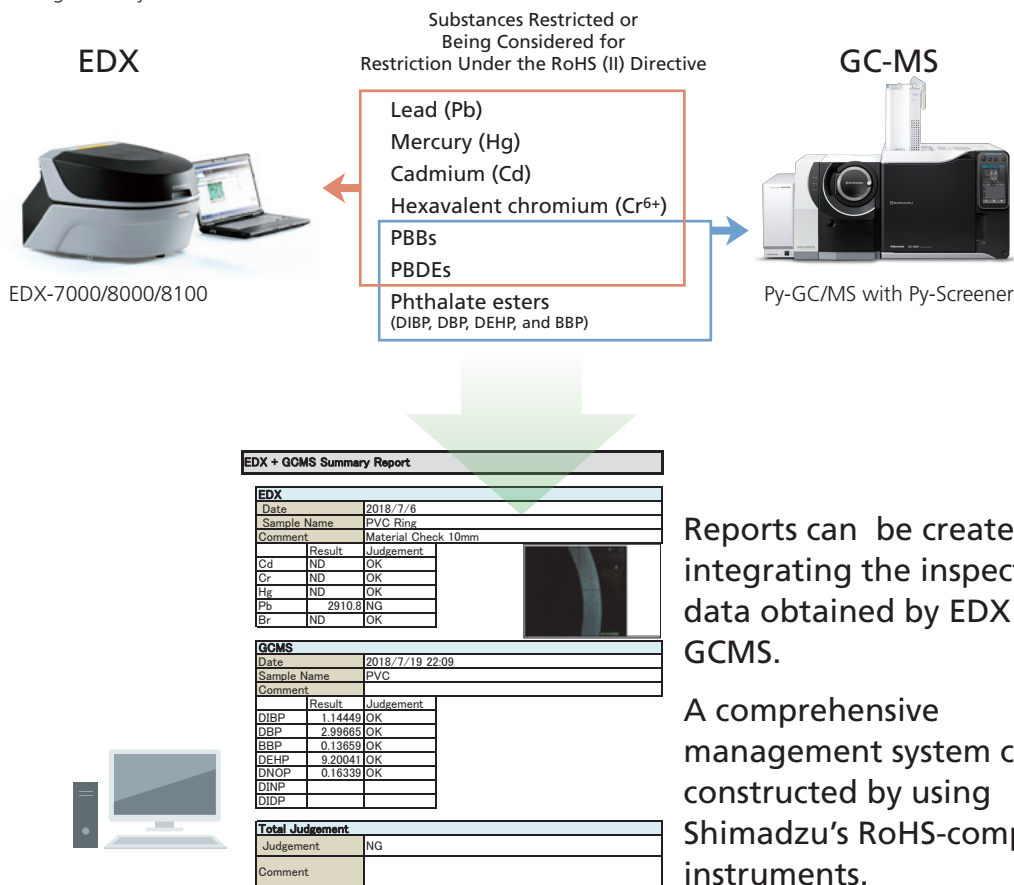 Substances Restricted or
Being Considered for
Restriction Under the RoHS (II) Directive
EDX
GC-MS
Lead (Pb)
Mercury (Hg)
Cadmium (Cd)
Hexavalent chromium (Cr6+)
PBBs
PBDEs
Phthalate esters
(DIBP, DBP, DEHP, and BBP)
EDX-7000/8000/8100
Py-GC/MS with Py-Screener
EDX + GCMS Summary Report
EDX
Date 2018/7/6
Sample Name PVC Ring
Comment Material Check 10mm
Result Judgement
Cd ND OK
Cr ND OK
Hg ND OK
Pb 2910.8 NG
Br ND OK
GCMS
Date 2018/7/19 22:09
Sample Name PVC
Comment
Result Judgement
DIBP 1.14449 OK
DBP 2.99665 OK
BBP 0.13659 OK
DEHP 9.20041 OK
DNOP 0.16339 OK
DINP
DIDP
Total Judgement
Judgement NG
Comment
Reports can be create
integrating the inspec
data obtained by EDX
GCMS.
A comprehensive
management system c
constructed by using
Shimadzu's RoHS-comp
instruments.